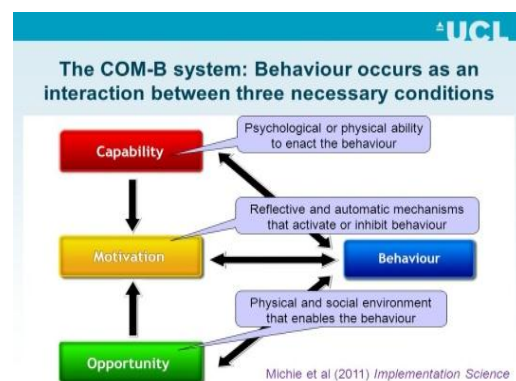 UCL
The COM-B system: Behaviour occurs as an
interaction between three necessary conditions
Psychological or physical ability
to enact the behaviour
Capability
Reflective and automatic mechanisms
that activate or inhibit behaviour
Motivation
Behaviour
Physical and social environment
that enables the behaviour
Opportunity
Michie et al (2011) Implementation Science